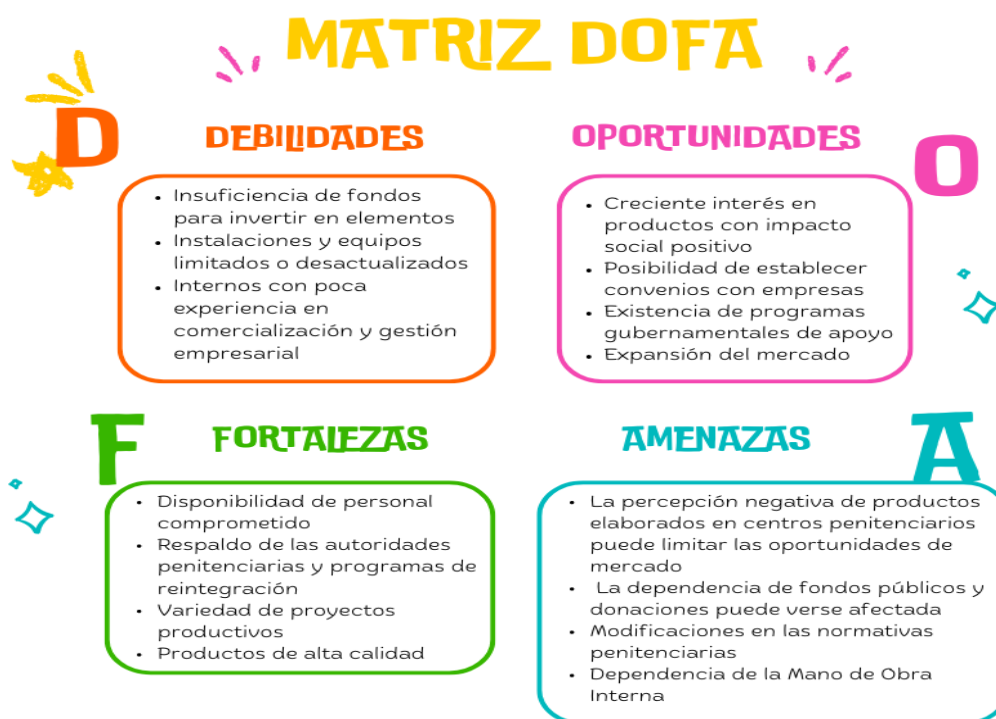 MATRIZ DOFA
D
DEBILIDADES
• Insuficiencia de fondos
para invertir en elementos
• Instalaciones y equipos
limitados o desactualizados
• Internos con poca
experiencia en
comercialización y gestión
empresarial
OPORTUNIDADES
O
• Creciente interés en
productos con impacto
social positivo
• Posibilidad de establecer
convenios con empresas
• Existencia de programas
gubernamentales de apoyo
• Expansión del mercado
F
FORTALEZAS
• Disponibilidad de personal
comprometido
• Respaldo de las autoridades
penitenciarias y programas de
reintegración
• Variedad de proyectos
productivos
• Productos de alta calidad
AMENAZAS
A
• La percepción negativa de productos
elaborados en centros penitenciarios
puede limitar las oportunidades de
mercado
• La dependencia de fondos públicos y
donaciones puede verse afectada
• Modificaciones en las normativas
penitenciarias
• Dependencia de la Mano de Obra
Interna